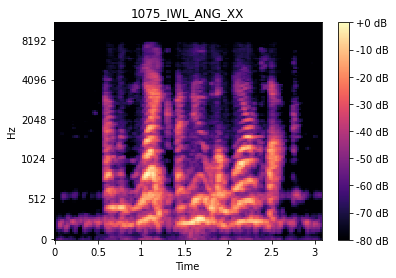 1075_IWL_ANG_XX
+0 dB
8192
-10 dB
4096
-20 dB
-30 dB
Hz
2048
-40 dB
1024
-50 dB
-60 dB
512
-70 dB
0
-80 dB
0 0.5 1 1.5 2 2.5 3
Time